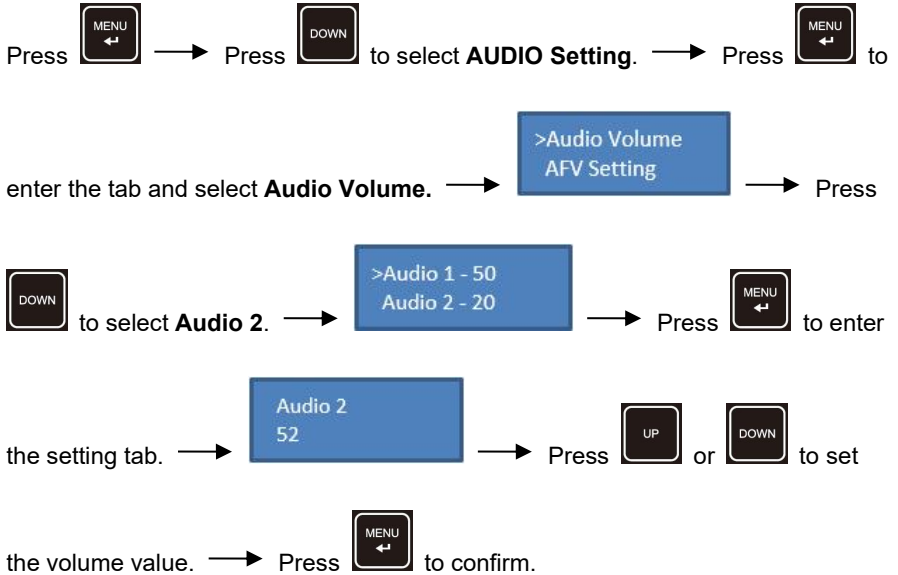 Press MENU ↵ → Press DOWN to select AUDIO Setting. → Press MENU ↵ to
enter the tab and select Audio Volume. → >Audio Volume
AFV Setting → Press
DOWN to select Audio 2. → >Audio 1 - 50
Audio 2 - 20 → Press MENU ↵ to enter
the setting tab. → Audio 2
52 → Press UP or DOWN to set
the volume value. → Press MENU ↵ to confirm.